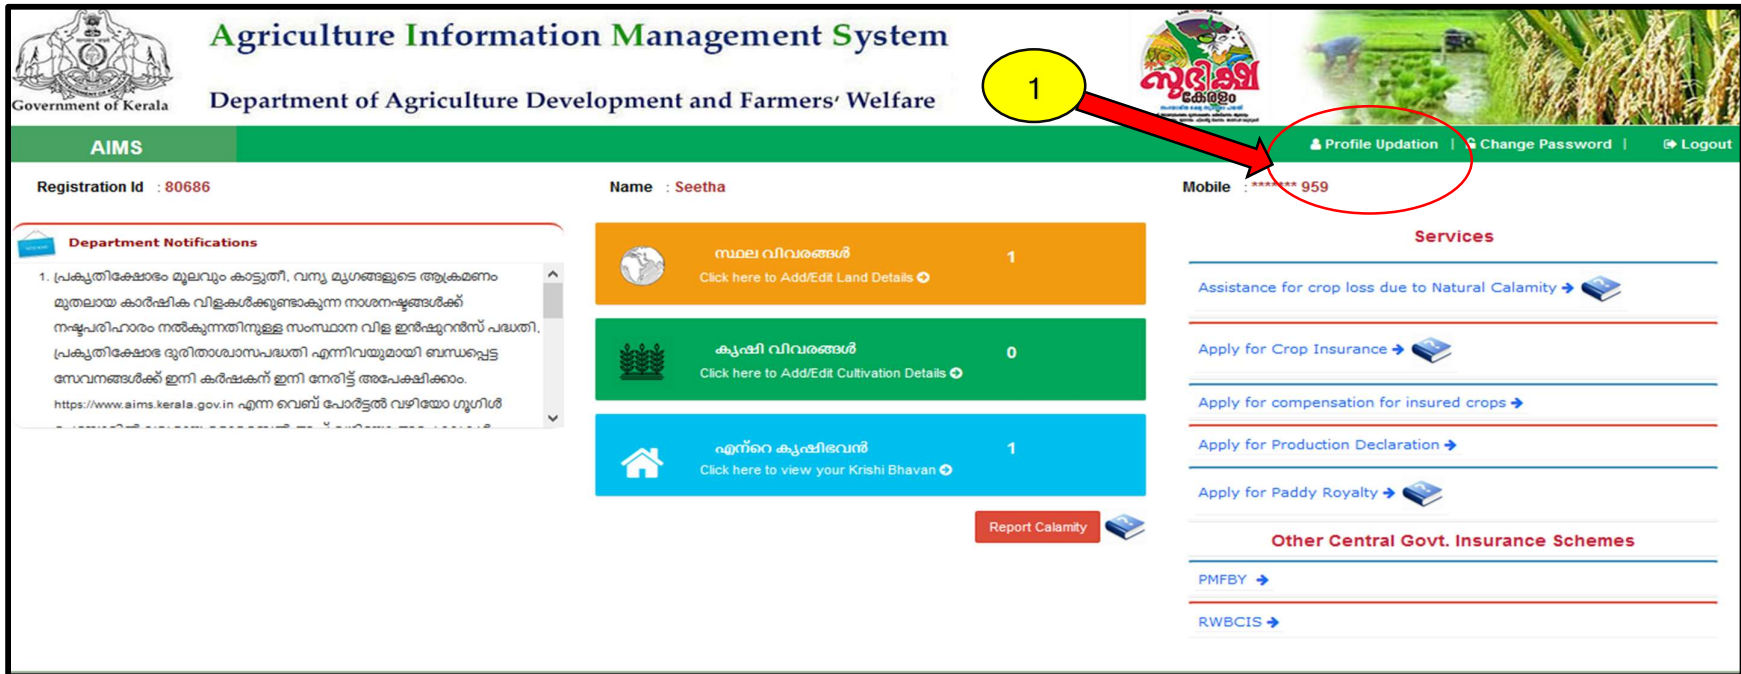 Agriculture Information Management System
Department of Agriculture Development and Farmers' Welfare
Government of Kerala
സുഭിക്ഷ
കേരളം
1
AIMS
Profile Updation | Change Password | Logout
Registration Id : 80686
Name : Seetha
Mobile : ******* 959
Department Notifications
1. പ്രകൃതിക്ഷോഭം മൂലവും കാട്ടുതീ, വന്യ മൃഗങ്ങളുടെ ആക്രമണം
മുതലായ കാർഷിക വിളകൾക്കുണ്ടാകുന്ന നാശനഷ്ടങ്ങൾക്ക്
നഷ്ടപരിഹാരം നൽകുന്നതിനുള്ള സംസ്ഥാന വിള ഇൻഷുറൻസ് പദ്ധതി,
പ്രകൃതിക്ഷോഭ ദുരിതാശ്വാസപദ്ധതി എന്നിവയുമായി ബന്ധപ്പെട്ട
സേവനങ്ങൾക്ക് ഇനി കർഷകന് ഇനി നേരിട്ട് അപേക്ഷിക്കാം.
https://www.aims.kerala.gov.in എന്ന വെബ് പോർട്ടൽ വഴിയോ ഗൂഗിൾ
സ്ഥല വിവരങ്ങൾ 1
Click here to Add/Edit Land Details
കൃഷി വിവരങ്ങൾ 0
Click here to Add/Edit Cultivation Details
എന്റെ കൃഷിഭവൻ 1
Click here to view your Krishi Bhavan
Report Calamity
Services
Assistance for crop loss due to Natural Calamity
Apply for Crop Insurance
Apply for compensation for insured crops
Apply for Production Declaration
Apply for Paddy Royalty
Other Central Govt. Insurance Schemes
PMFBY
RWBCIS